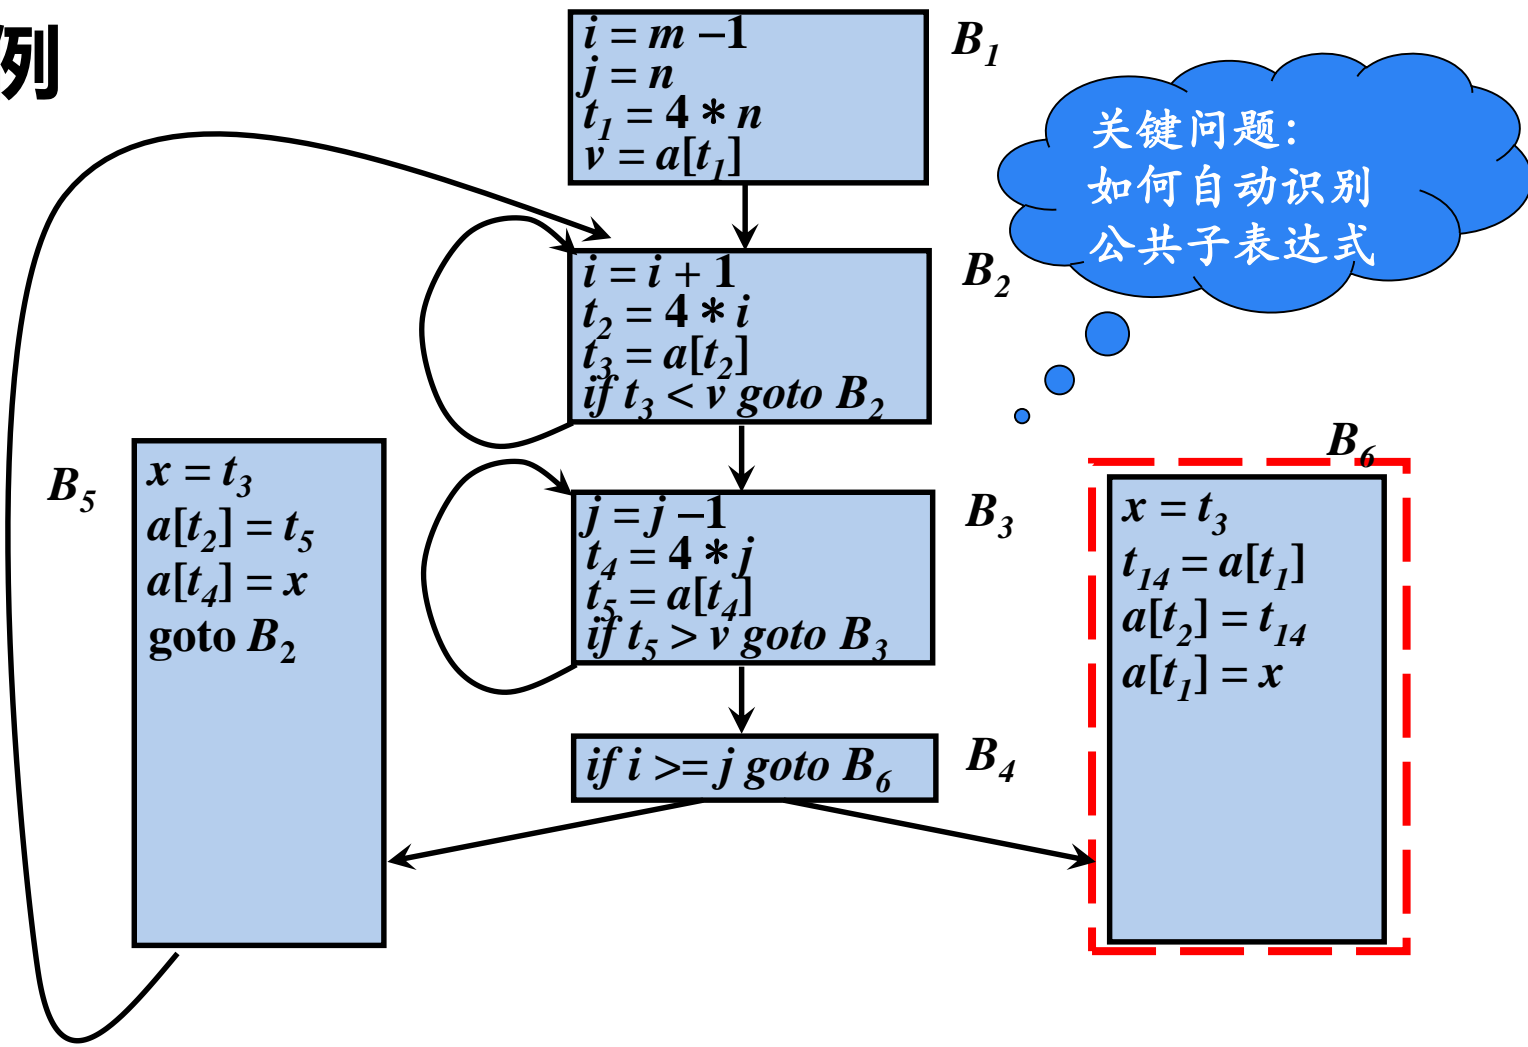 例
i = m − 1
j = n
t₁ = 4 * n
v = a[t₁]
B₁
关键问题：
如何自动识别
公共子表达式
i = i + 1
t₂ = 4 * i
t₃ = a[t₂]
if t₃ < v goto B₂
B₂
B₅
x = t₃
a[t₂] = t₅
a[t₄] = x
goto B₂
j = j − 1
t₄ = 4 * j
t₅ = a[t₄]
if t₅ > v goto B₃
B₃
if i >= j goto B₆
B₄
B₆
x = t₃
t₁₄ = a[t₁]
a[t₂] = t₁₄
a[t₁] = x